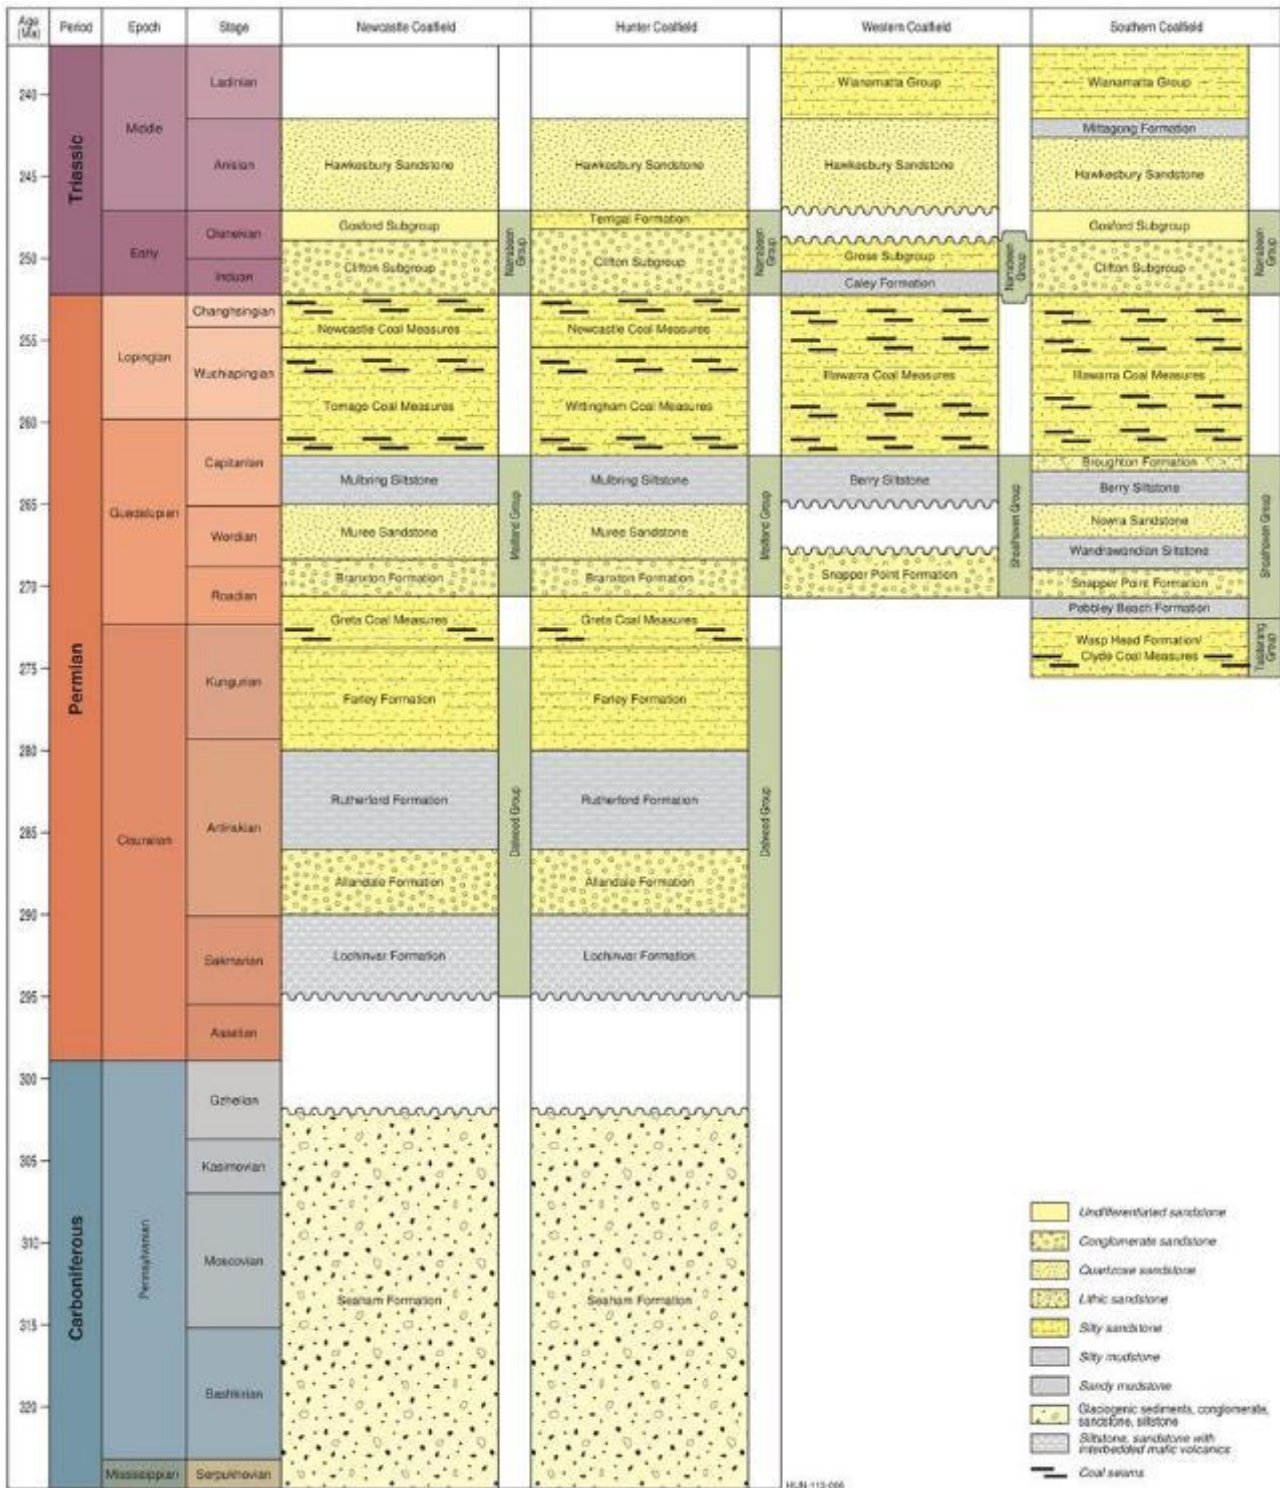 Age (Ma) Period Epoch Stage Newcastle Coalfield Hunter Coalfield Western Coalfield Southern Coalfield
240
245
250
255
260
265
270
275
280
285
290
295
300
305
310
315
320
Triassic
Permian
Carboniferous
Middle
Early
Lopingian
Guadalupian
Cisuralian
Pennsylvanian
Mississippian
Ladinian
Anisian
Olenekian
Induan
Changhsingian
Wuchiapingian
Capitanian
Wordian
Roadian
Kungurian
Artinskian
Sakmarian
Asselian
Gzhelian
Kasimovian
Moscovian
Bashkirian
Serpukhovian
Hawkesbury Sandstone
Gosford Subgroup
Clifton Subgroup
Newcastle Coal Measures
Tomago Coal Measures
Mulbring Siltstone
Muree Sandstone
Branxton Formation
Greta Coal Measures
Farley Formation
Rutherford Formation
Allandale Formation
Lochinvar Formation
Seaham Formation
Narrabeen Group
Maitland Group
Dalwood Group
Hawkesbury Sandstone
Terrigal Formation
Clifton Subgroup
Newcastle Coal Measures
Wittingham Coal Measures
Mulbring Siltstone
Muree Sandstone
Branxton Formation
Greta Coal Measures
Farley Formation
Rutherford Formation
Allandale Formation
Lochinvar Formation
Seaham Formation
Narrabeen Group
Maitland Group
Dalwood Group
Wianamatta Group
Hawkesbury Sandstone
Grose Subgroup
Caley Formation
Illawarra Coal Measures
Berry Siltstone
Snapper Point Formation
Narrabeen Group
Shoalhaven Group
Wianamatta Group
Mittagong Formation
Hawkesbury Sandstone
Gosford Subgroup
Clifton Subgroup
Illawarra Coal Measures
Broughton Formation
Berry Siltstone
Nowra Sandstone
Wandrawandian Siltstone
Snapper Point Formation
Pebbley Beach Formation
Wasp Head Formation/
Clyde Coal Measures
Narrabeen Group
Shoalhaven Group
Talaterang Group
Undifferentiated sandstone
Conglomerate sandstone
Quartzose sandstone
Lithic sandstone
Silty sandstone
Silty mudstone
Sandy mudstone
Glaciogenic sediments, conglomerate,
sandstone, siltstone
Siltstone, sandstone with
interbedded mafic volcanics
Coal seams
HUN-113-006